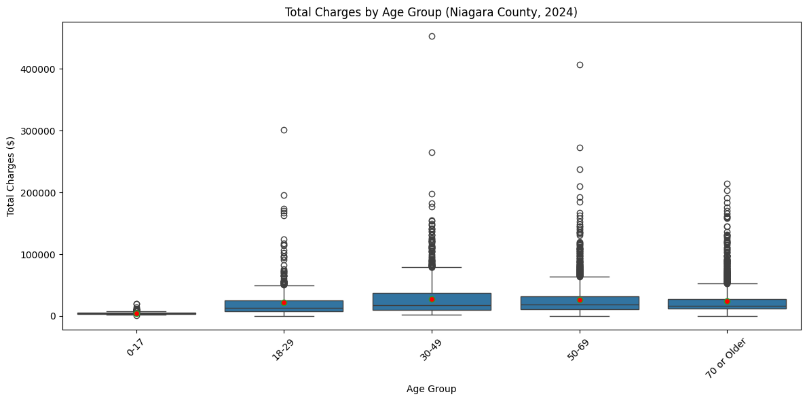 Total Charges by Age Group (Niagara County, 2024)
Total Charges ($)
400000
300000
200000
100000
0
0-17
18-29
30-49
50-69
70 or Older
Age Group